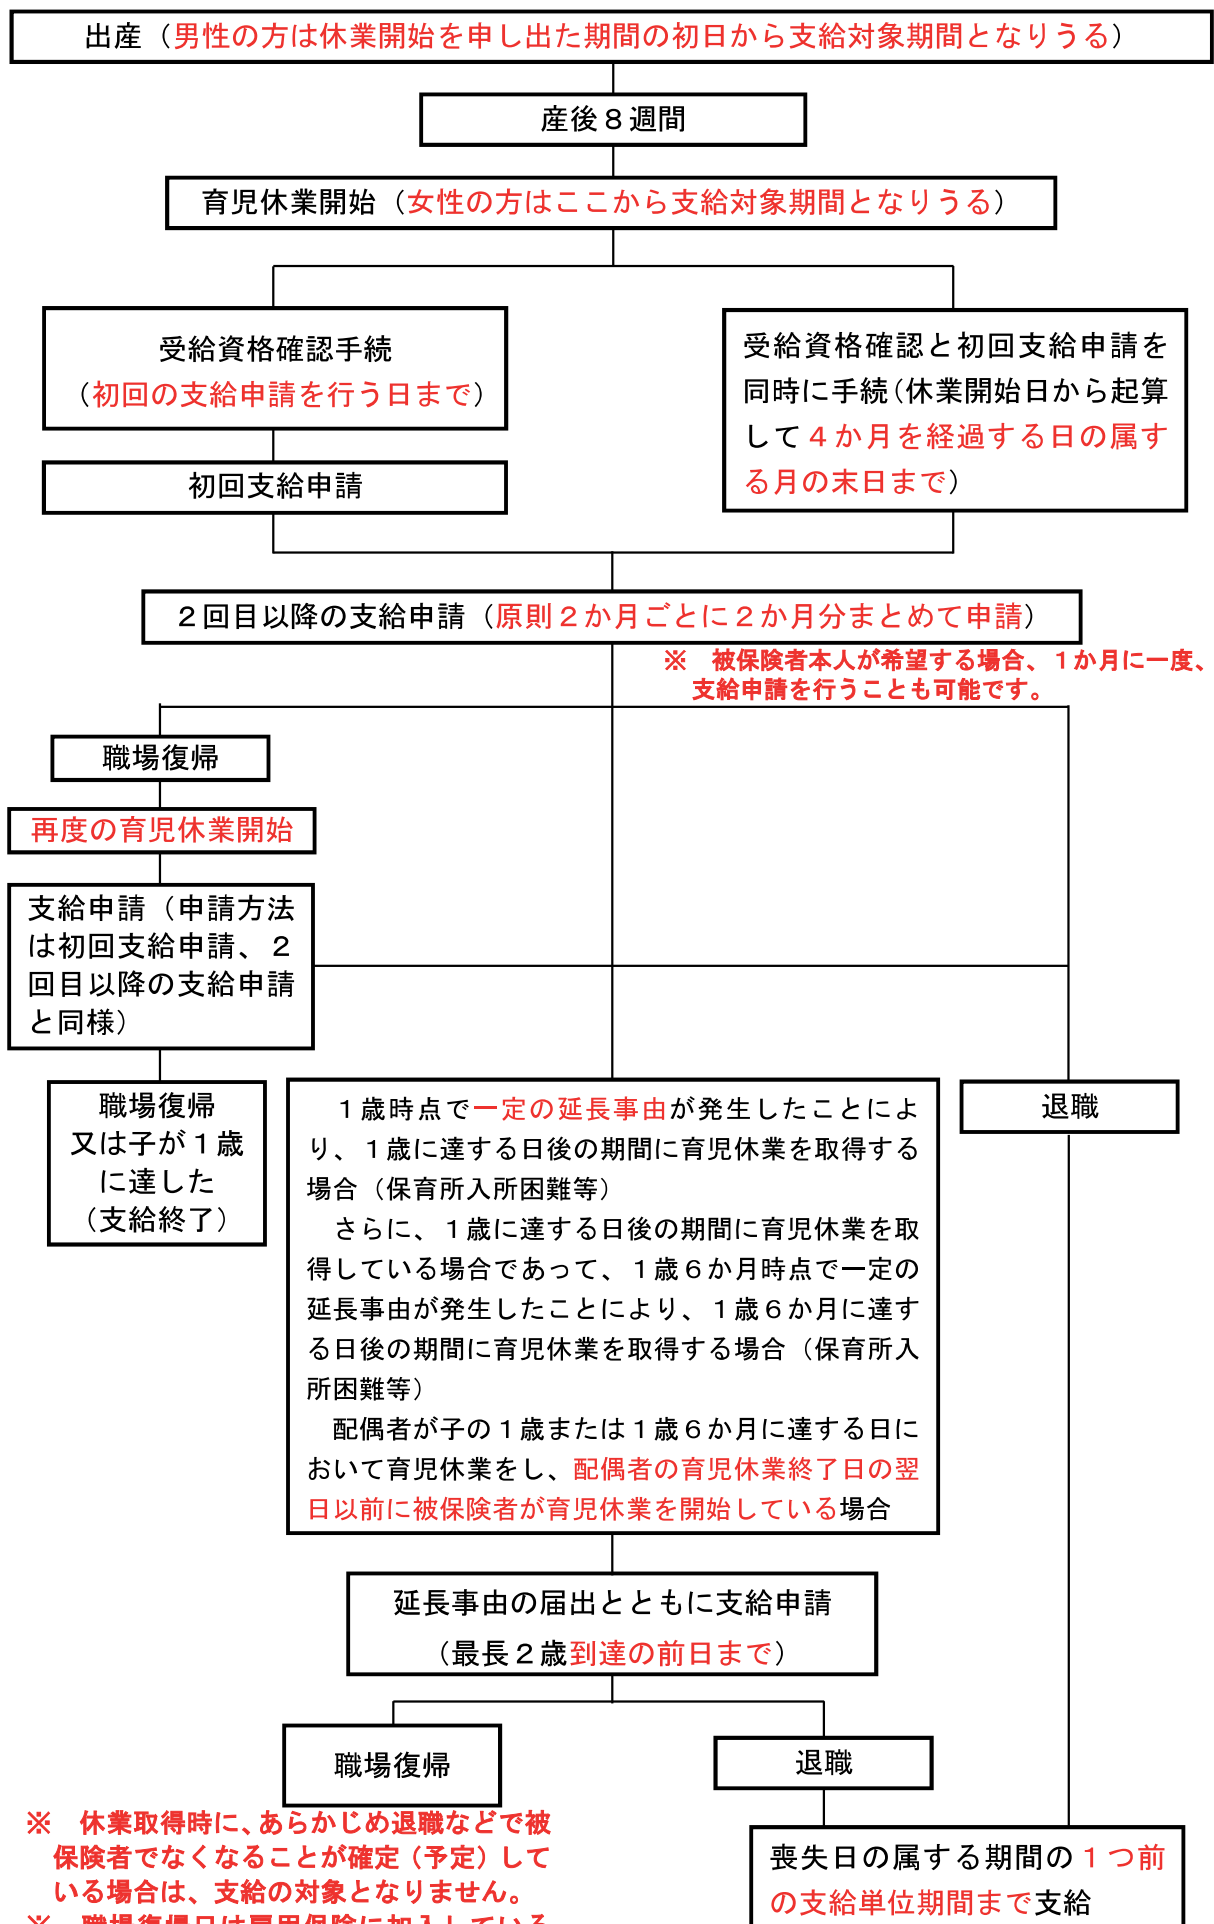 出産（男性の方は休業開始を申し出た期間の初日から支給対象期間となりうる）
産後８週間
育児休業開始（女性の方はここから支給対象期間となりうる）
受給資格確認手続
（初回の支給申請を行う日まで）
初回支給申請
受給資格確認と初回支給申請を
同時に手続（休業開始日から起算
して４か月を経過する日の属す
る月の末日まで）
２回目以降の支給申請（原則２か月ごとに２か月分まとめて申請）
※　被保険者本人が希望する場合、１か月に一度、
支給申請を行うことも可能です。
職場復帰
再度の育児休業開始
支給申請（申請方法
は初回支給申請、２
回目以降の支給申請
と同様）
職場復帰
又は子が１歳
に達した
（支給終了）
１歳時点で一定の延長事由が発生したことによ
り、１歳に達する日後の期間に育児休業を取得する
場合（保育所入所困難等）
さらに、１歳に達する日後の期間に育児休業を取
得している場合であって、１歳６か月時点で一定の
延長事由が発生したことにより、１歳６か月に達す
る日後の期間に育児休業を取得する場合（保育所入
所困難等）
配偶者が子の１歳または１歳６か月に達する日に
おいて育児休業をし、配偶者の育児休業終了日の翌
日以前に被保険者が育児休業を開始している場合
退職
延長事由の届出とともに支給申請
（最長２歳到達の前日まで）
職場復帰
退職
※　休業取得時に、あらかじめ退職などで被
保険者でなくなることが確定（予定）して
いる場合は、支給の対象となりません。
※　職場復帰日は雇用保険に加入している
喪失日の属する期間の１つ前
の支給単位期間まで支給